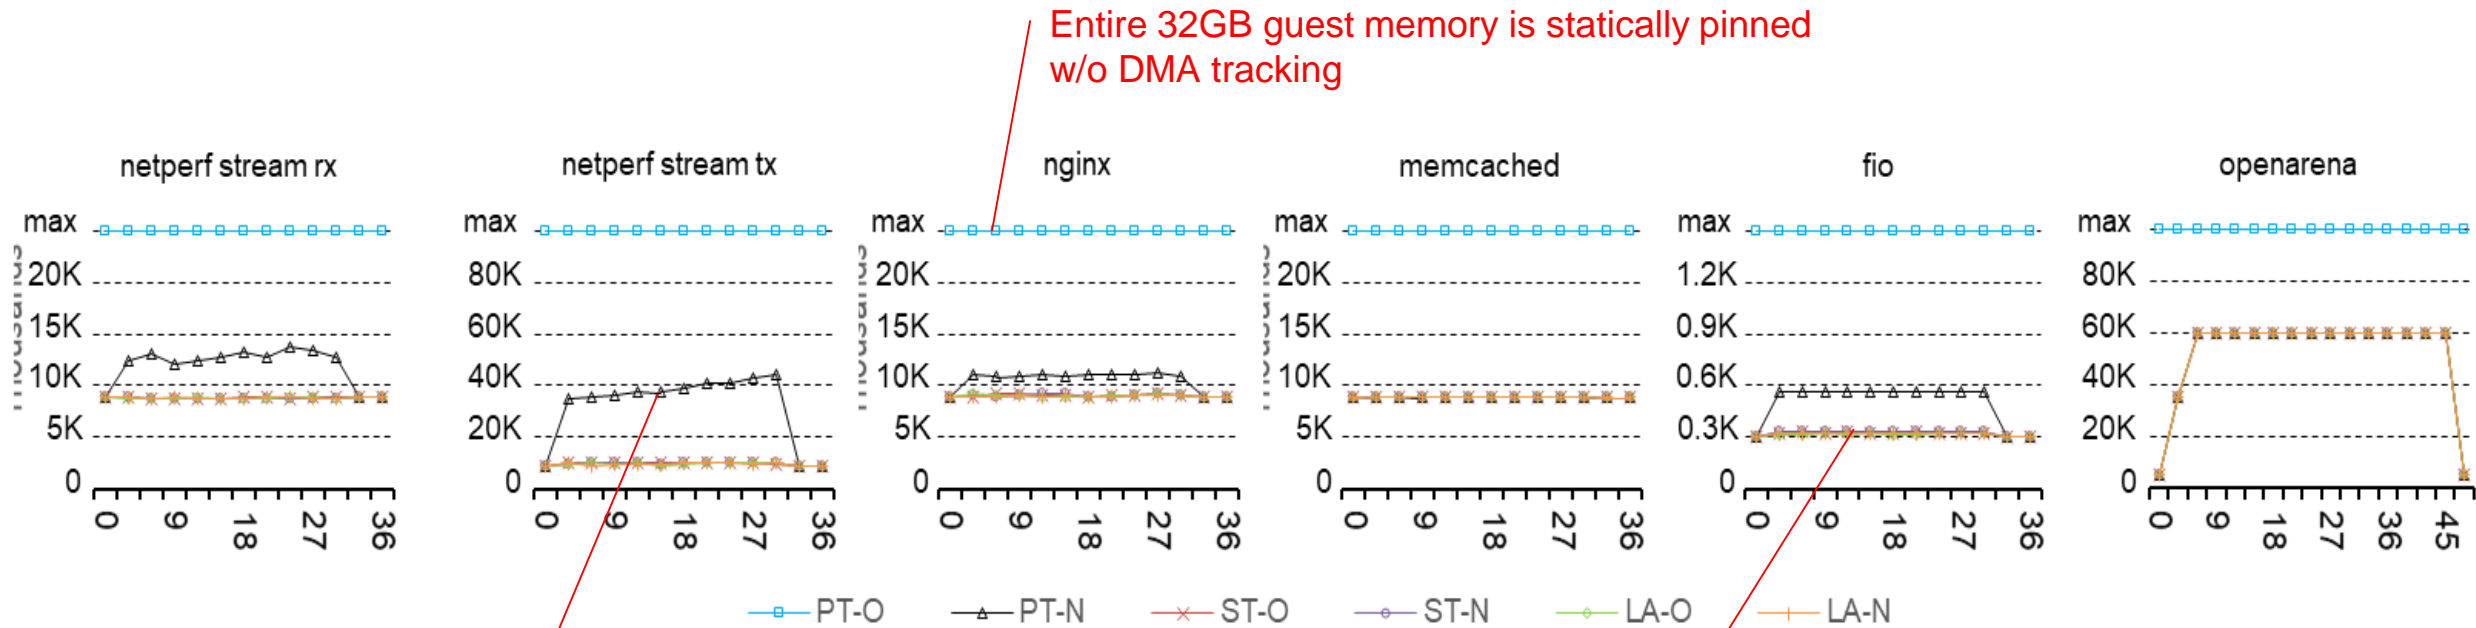 Entire 32GB guest memory is statically pinned
w/o DMA tracking
netperf stream rx
netperf stream tx
nginx
memcached
fio
openarena
max
20K
15K
10K
5K
0
0
9
18
27
36
max
80K
60K
40K
20K
0
0
9
18
27
36
max
20K
15K
10K
5K
0
0
9
18
27
36
max
20K
15K
10K
5K
0
0
9
18
27
36
max
1.2K
0.9K
0.6K
0.3K
0
0
9
18
27
36
max
80K
60K
40K
20K
0
0
9
18
27
36
45
PT-O
PT-N
ST-O
ST-N
LA-O
LA-N